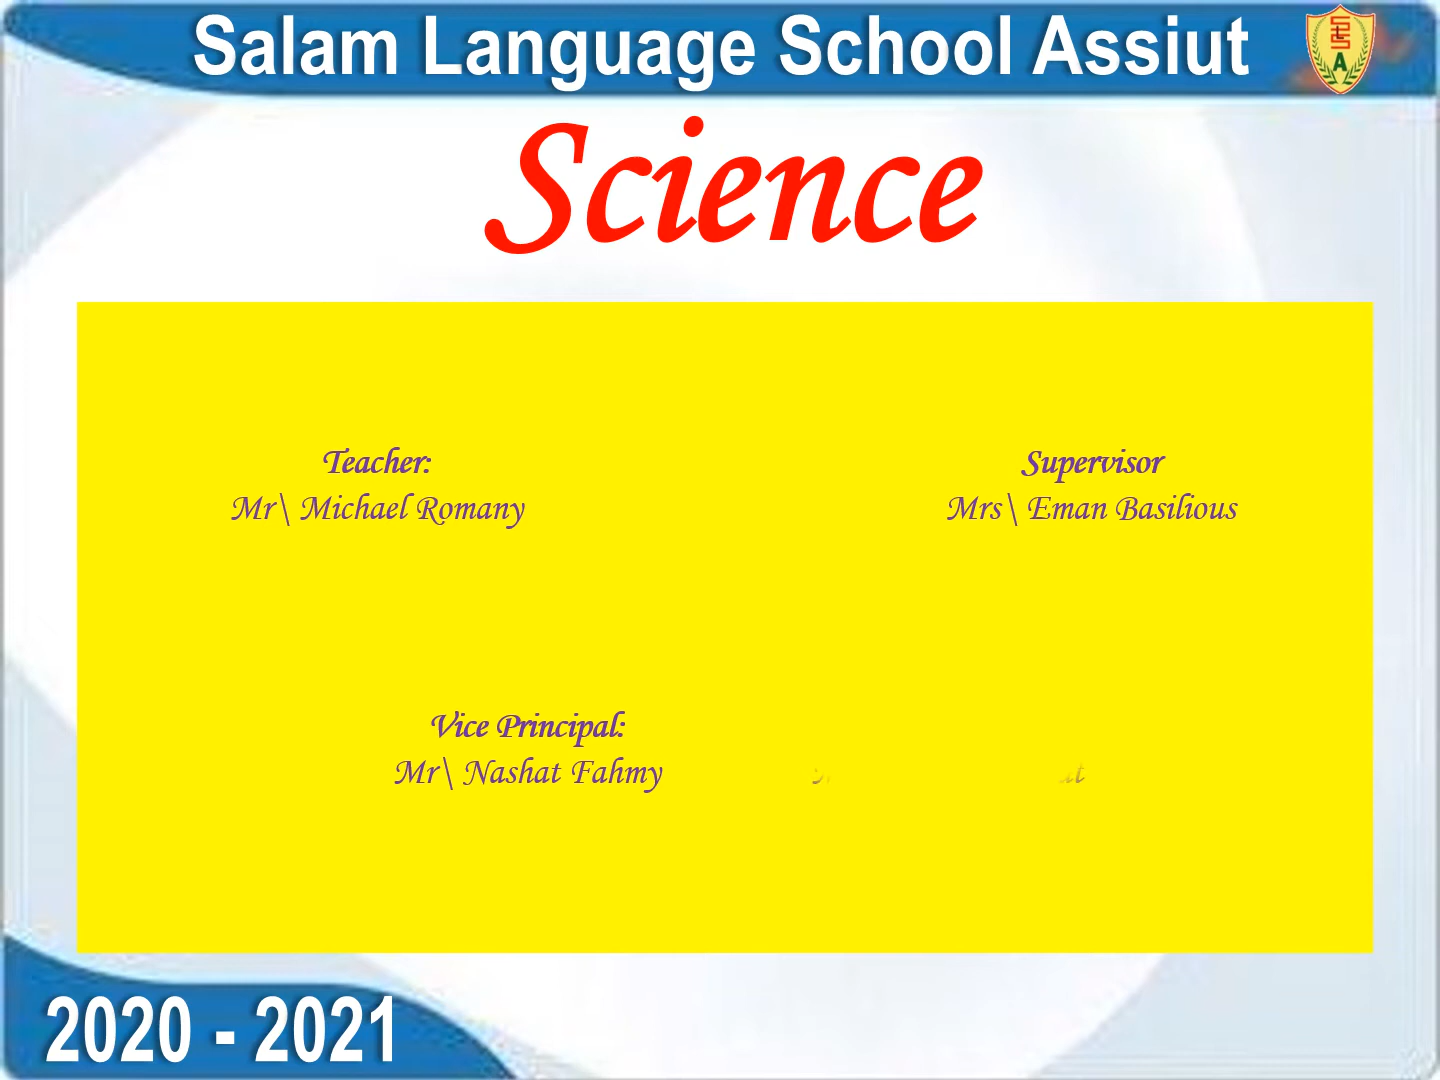 Salam Language School Assiut
Science
Teacher:
Mr\ Michael Romany
Supervisor
Mrs\ Eman Basilious
Vice Principal:
Mr\ Nashat Fahmy
2020 - 2021